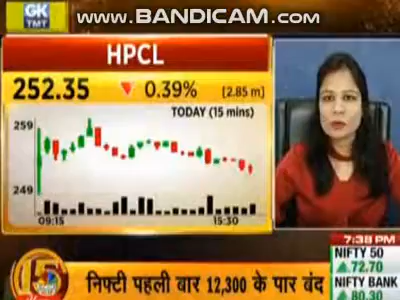 www.BANDICAM.com
GK
TMT
HPCL
252.35 ▼ 0.39% [2.85 m]
TODAY (15 mins)
259
249
09:15 15:30
7:38 PM
NIFTY 50
▲72.70
NIFTY BANK
80.30
15
निफ्टी पहली बार 12,300 के पार बंद